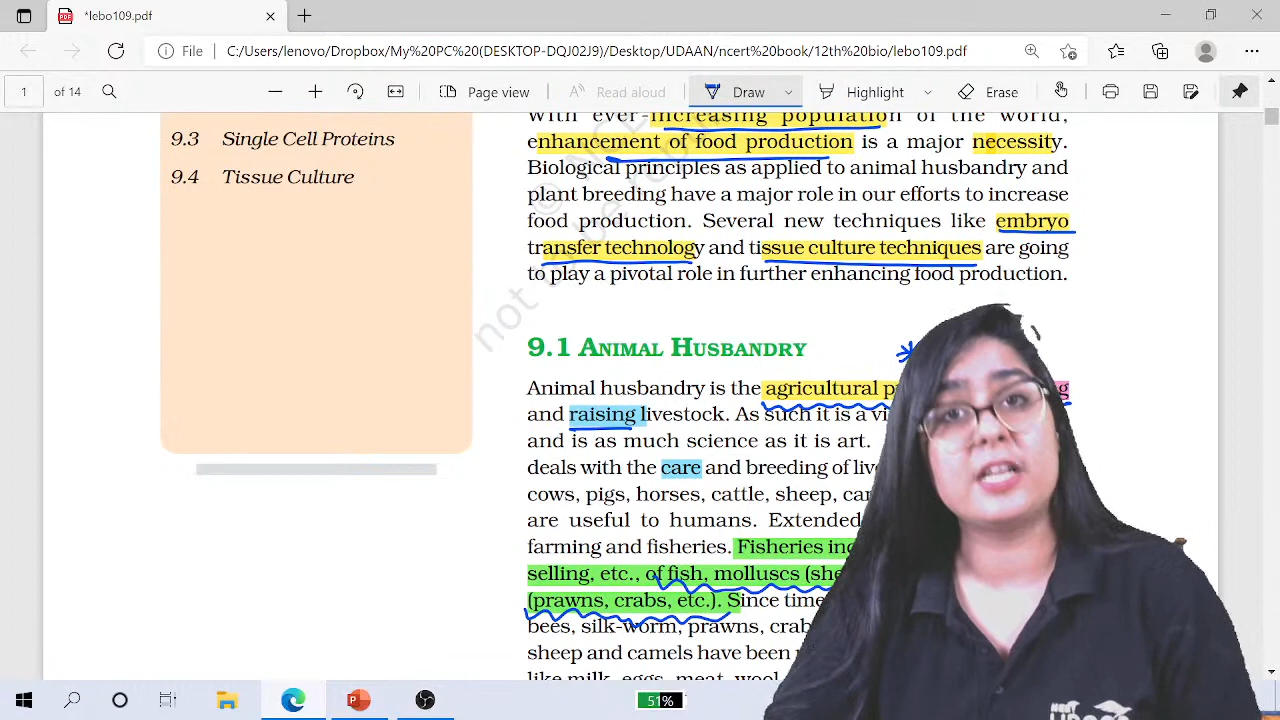 *lebo109.pdf
File C:/Users/lenovo/Dropbox/My%20PC%20(DESKTOP-DQJ02J9)/Desktop/UDAAN/ncert%20book/12th%20bio/lebo109.pdf
1 of 14 Page view Read aloud Draw Highlight Erase
9.3 Single Cell Proteins
9.4 Tissue Culture
With ever-increasing population of the world,
enhancement of food production is a major necessity.
Biological principles as applied to animal husbandry and
plant breeding have a major role in our efforts to increase
food production. Several new techniques like embryo
transfer technology and tissue culture techniques are going
to play a pivotal role in further enhancing food production.
not be
9.1 ANIMAL HUSBANDRY
Animal husbandry is the agricultural
and raising livestock. As such it is a
and is as much science as it is art.
deals with the care and breeding of
cows, pigs, horses, cattle, sheep,
are useful to humans. Extended
farming and fisheries. Fisheries
selling, etc., of fish, molluscs
(prawns, crabs, etc.). Since time
bees, silk-worm, prawns,
sheep and camels have been
like milk, eggs, meat, wool
51%